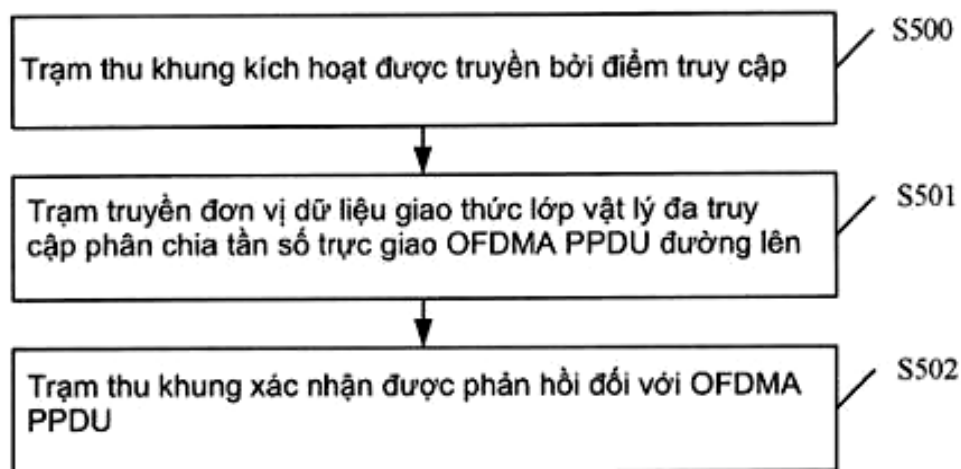 S500
Trạm thu khung kích hoạt được truyền bởi điểm truy cập
S501
Trạm truyền đơn vị dữ liệu giao thức lớp vật lý đa truy
cập phân chia tần số trực giao OFDMA PPDU đường lên
S502
Trạm thu khung xác nhận được phản hồi đối với OFDMA
PPDU